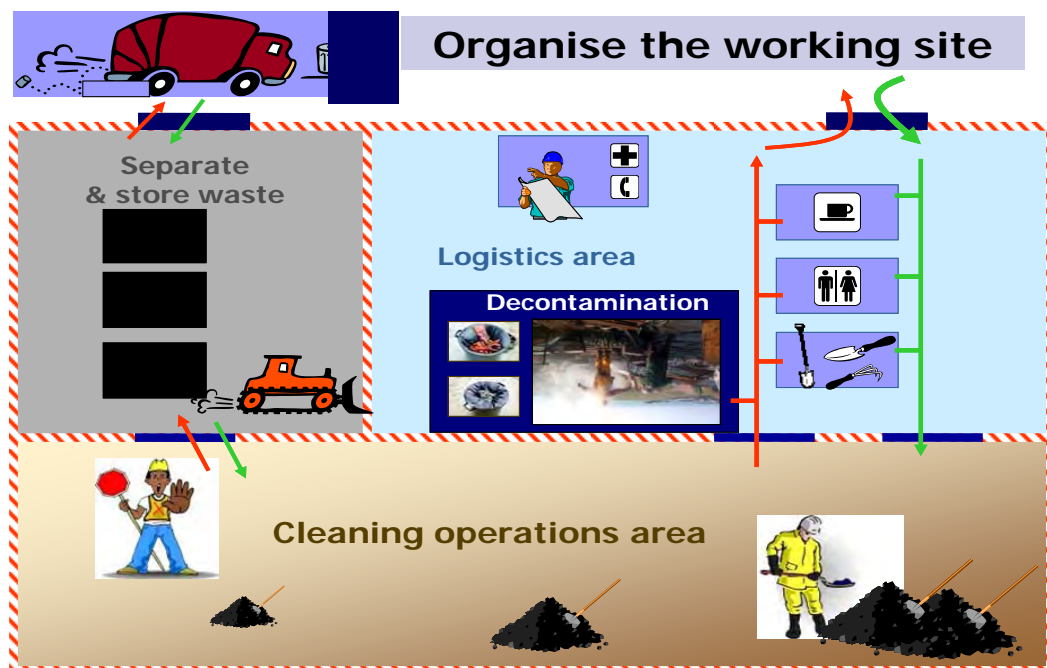 Organise the working site
Separate
& store waste
Logistics area
Decontamination
Cleaning operations area